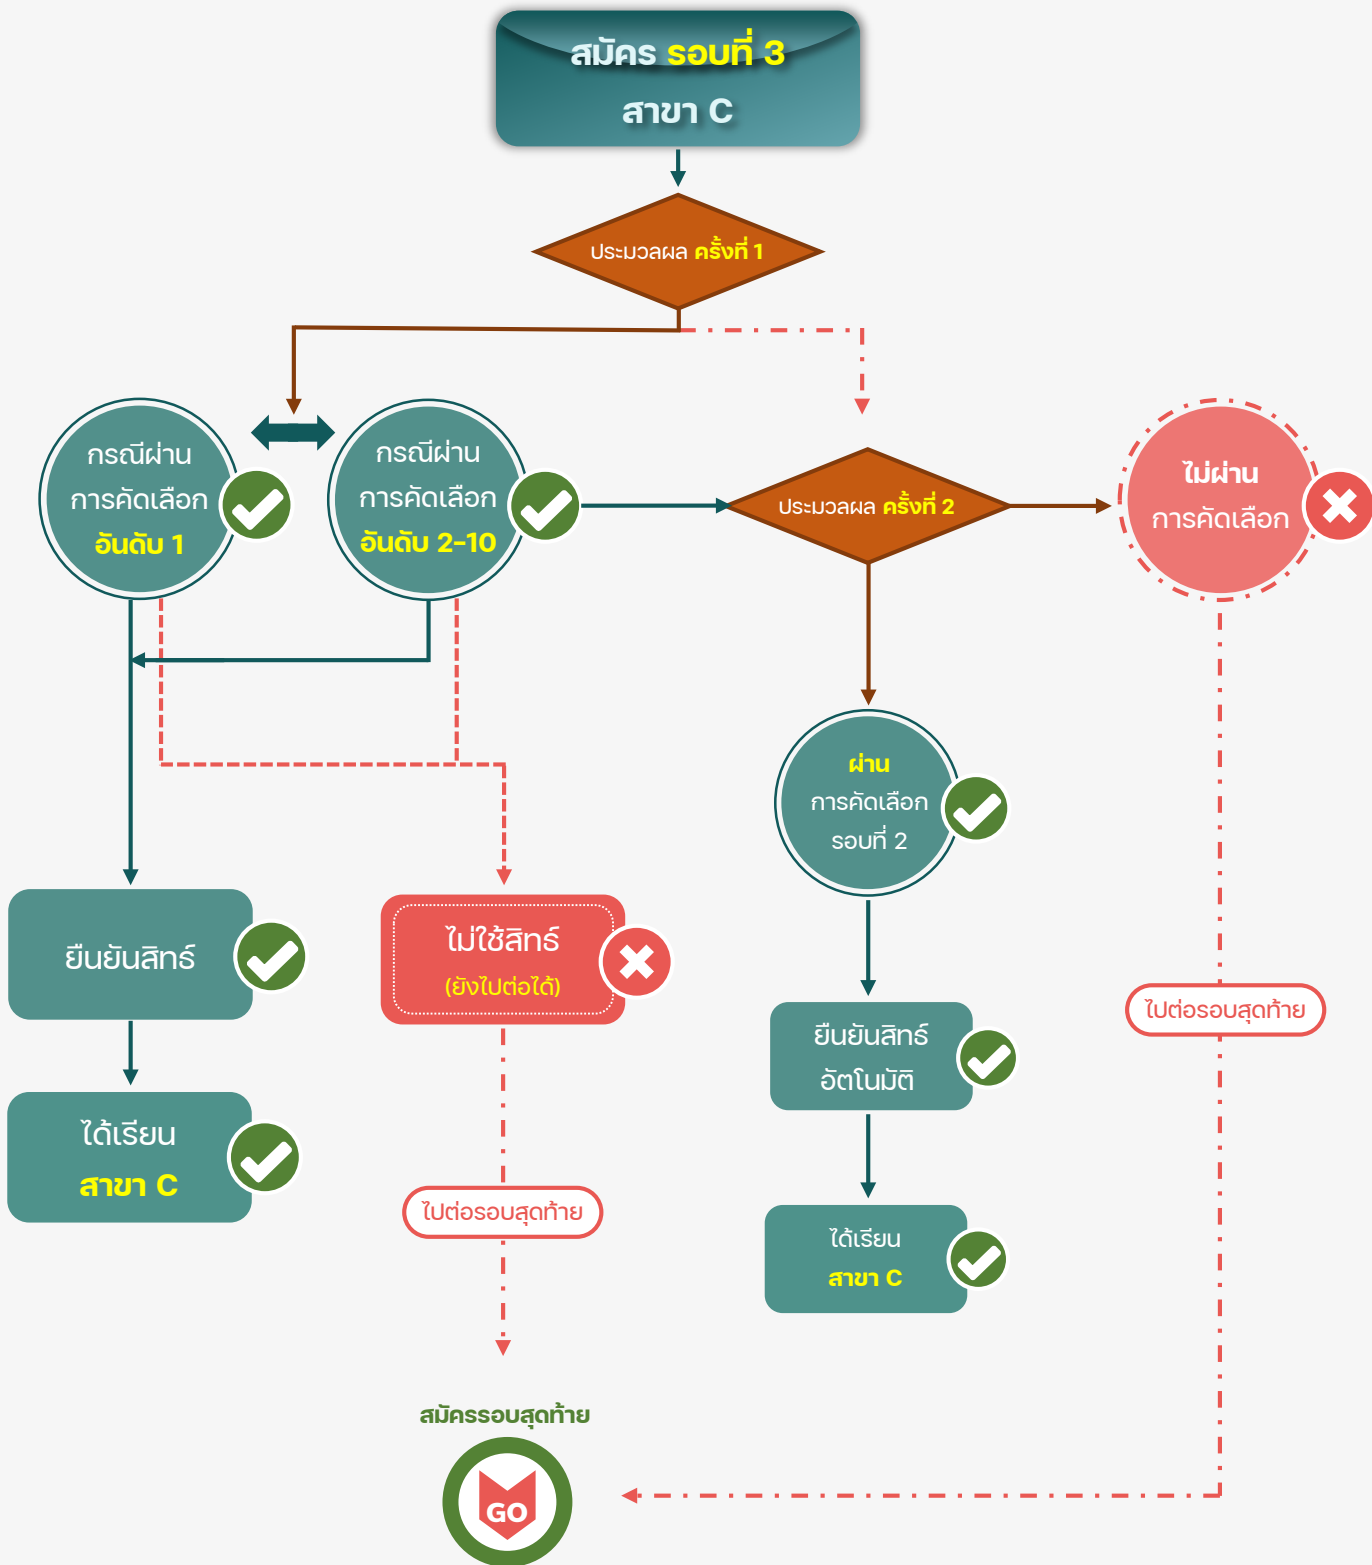 สมัคร รอบที่ 3
สาขา C
ประมวลผล ครั้งที่ 1
กรณีผ่าน
การคัดเลือก
อันดับ 1
กรณีผ่าน
การคัดเลือก
อันดับ 2-10
ประมวลผล ครั้งที่ 2
ไม่ผ่าน
การคัดเลือก
ผ่าน
การคัดเลือก
รอบที่ 2
ยืนยันสิทธิ์
ไม่ใช้สิทธิ์
(ยังไปต่อได้)
ยืนยันสิทธิ์
อัตโนมัติ
ไปต่อรอบสุดท้าย
ได้เรียน
สาขา C
ไปต่อรอบสุดท้าย
ได้เรียน
สาขา C
สมัครรอบสุดท้าย
GO